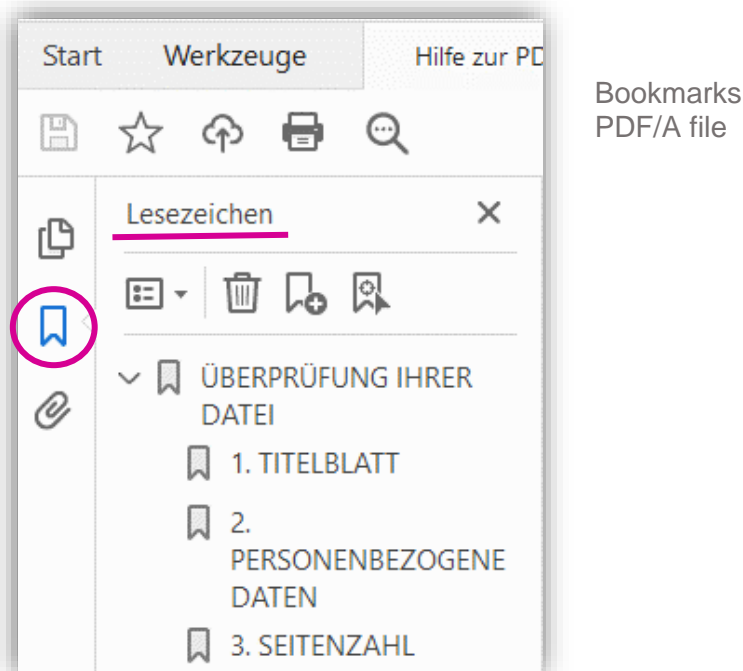 Start Werkzeuge Hilfe zur PD
Lesezeichen
ÜBERPRÜFUNG IHRER
DATEI
1. TITELBLATT
2.
PERSONENBEZOGENE
DATEN
3. SEITENZAHL
Bookmarks
PDF/A file